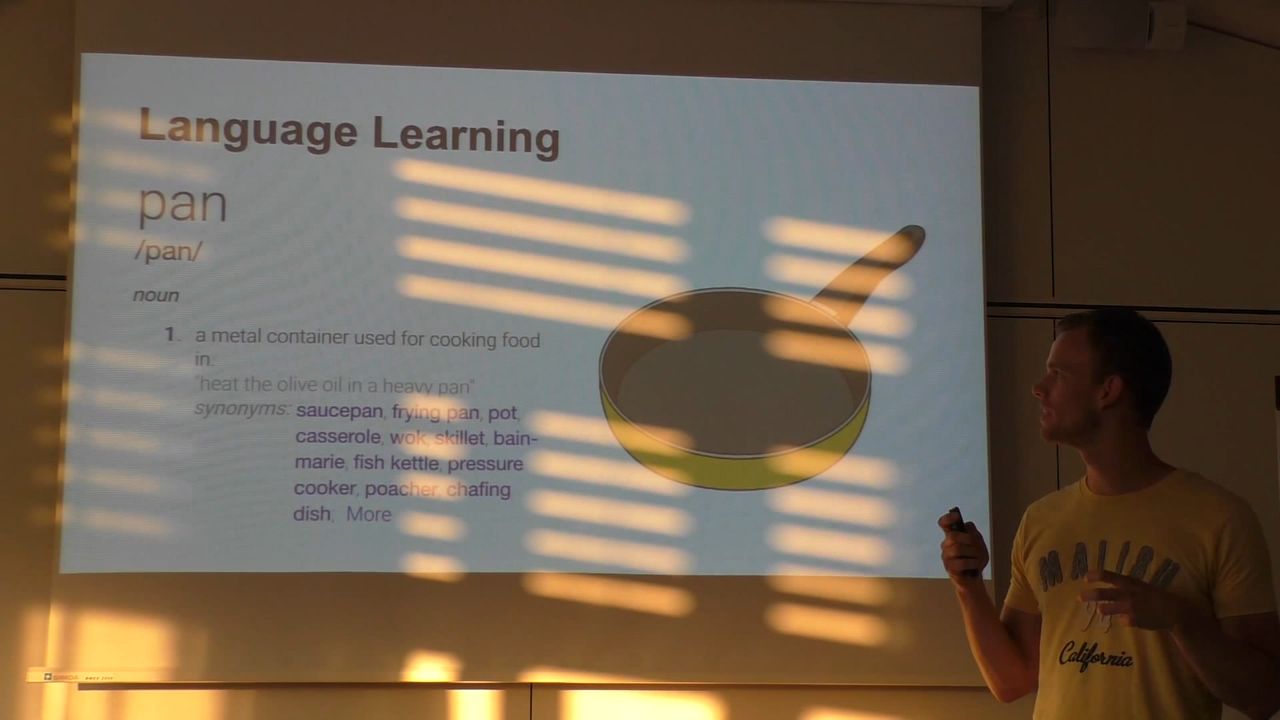 Language Learning
pan
/pan/
noun
1. a metal container used for cooking food
in.
"heat the olive oil in a heavy pan"
synonyms: saucepan, frying pan, pot,
casserole, wok, skillet, bain-
marie, fish kettle, pressure
cooker, poacher, chafing
dish; More
MALIBU
California